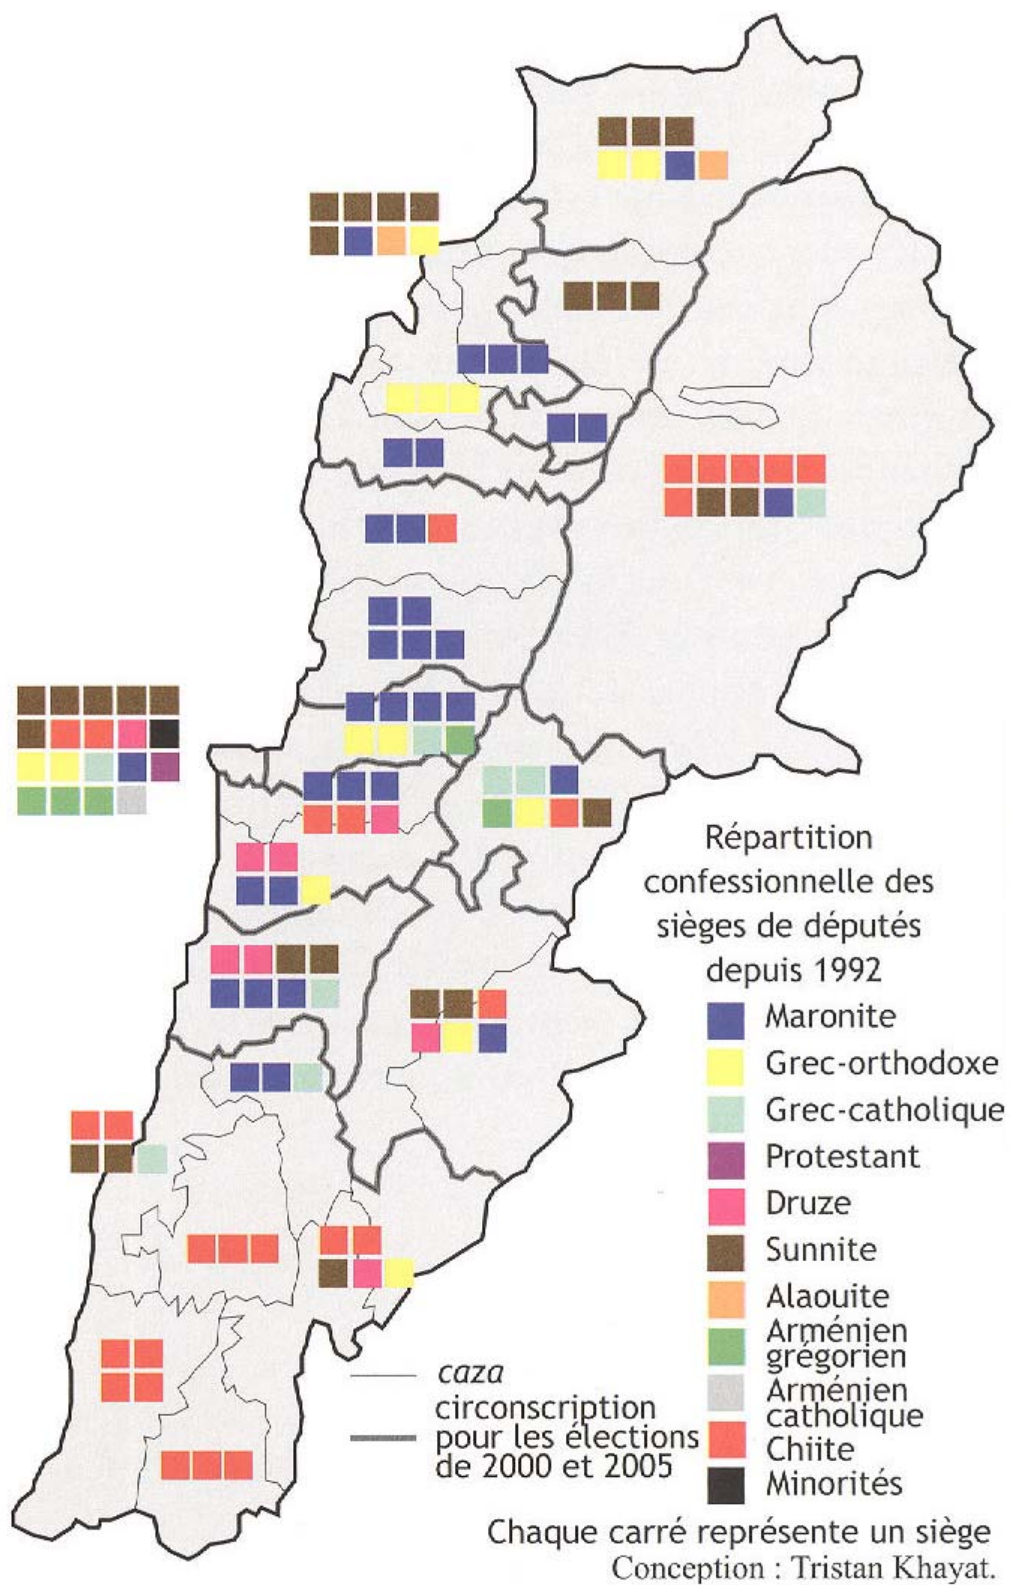 Répartition
confessionnelle des
sièges de députés
depuis 1992
Maronite
Grec-orthodoxe
Grec-catholique
Protestant
Druze
Sunnite
Alaouite
Arménien
grégorien
Arménien
catholique
Chiite
Minorités
caza
circonscription
pour les élections
de 2000 et 2005
Chaque carré représente un siège
Conception : Tristan Khayat.